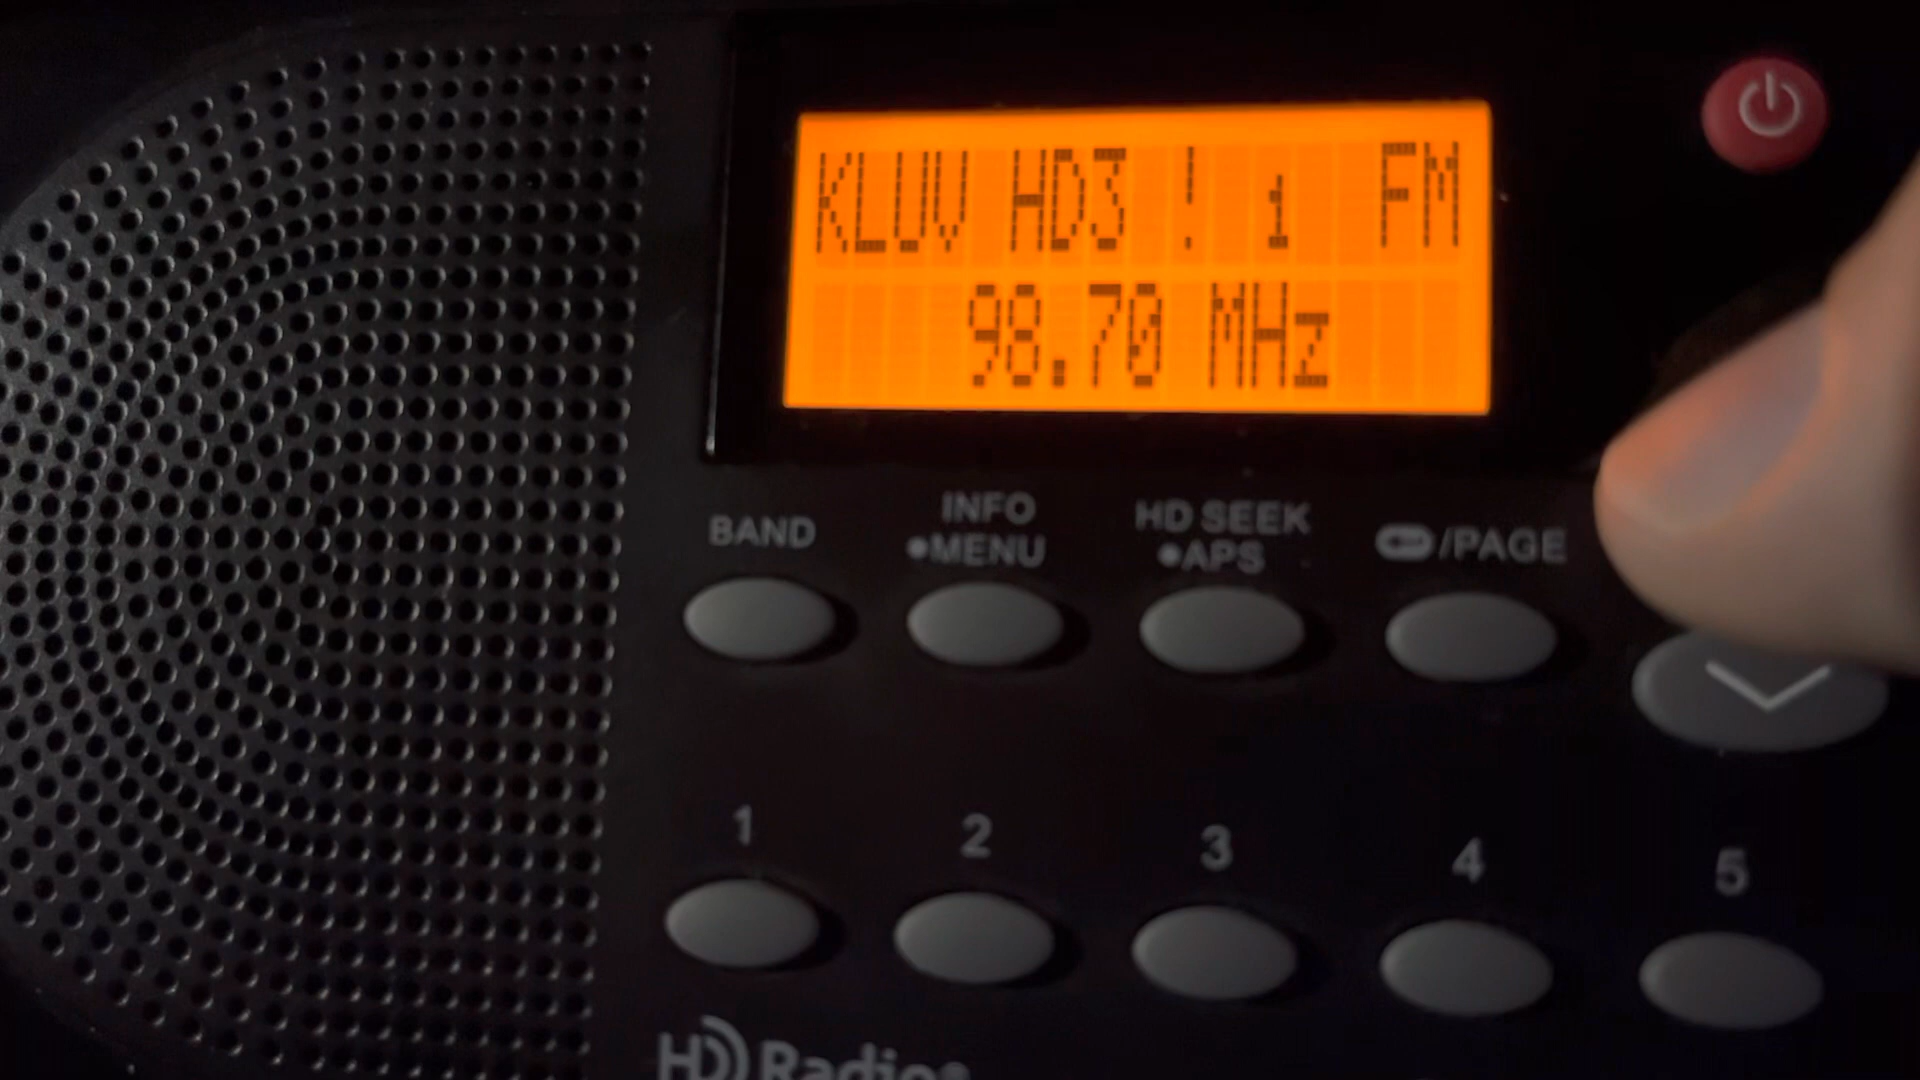 KLUV HD3 ! 1 FM
98.70 MHz
BAND
INFO
•MENU
HD SEEK
•APS
/PAGE
1 2 3 4 5
HD Radio®